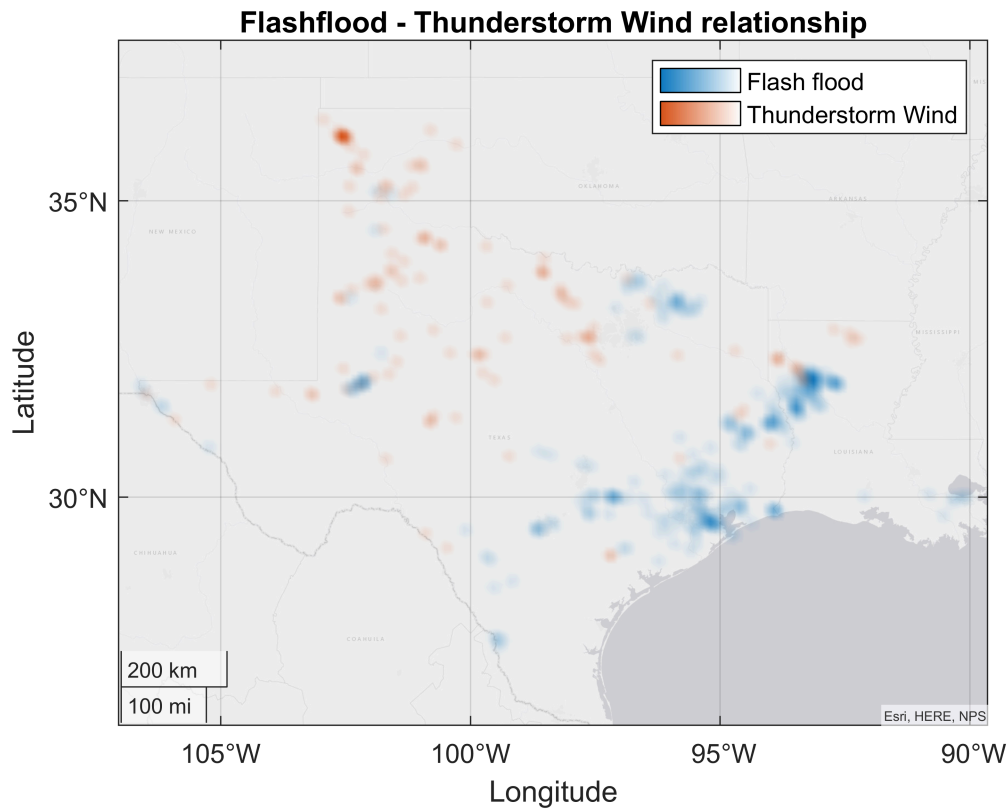 Flashflood - Thunderstorm Wind relationship
Flash flood
Thunderstorm Wind
35°N
30°N
Latitude
OKLAHOMA
ARKANSAS
NEW MEXICO
MISSISSIPPI
TEXAS
LOUISIANA
CHIHUAHUA
COAHUILA
200 km
100 mi
Esri, HERE, NPS
105°W
100°W
95°W
90°W
Longitude